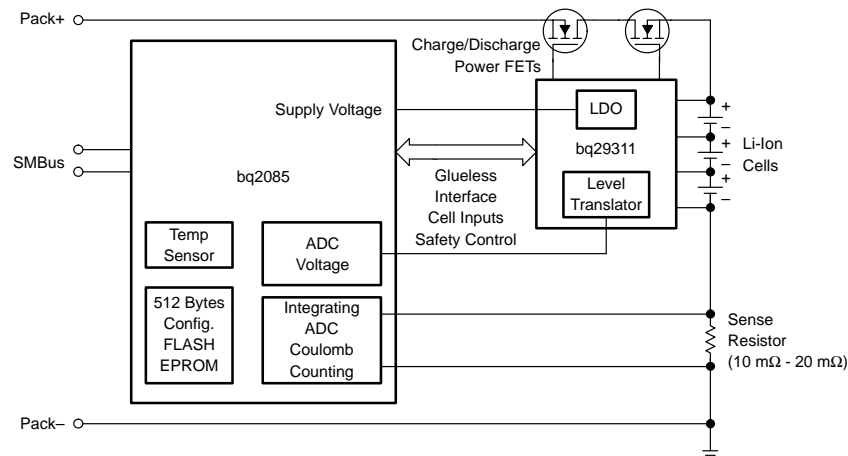 Pack+
Charge/Discharge
Power FETs
Supply Voltage
LDO
bq29311
+
−
+
−
+
−
Li-Ion
Cells
SMBus
bq2085
Glueless
Interface
Cell Inputs
Safety Control
Level
Translator
Temp
Sensor
ADC
Voltage
512 Bytes
Config.
FLASH
EPROM
Integrating
ADC
Coulomb
Counting
Sense
Resistor
(10 mΩ - 20 mΩ)
Pack–